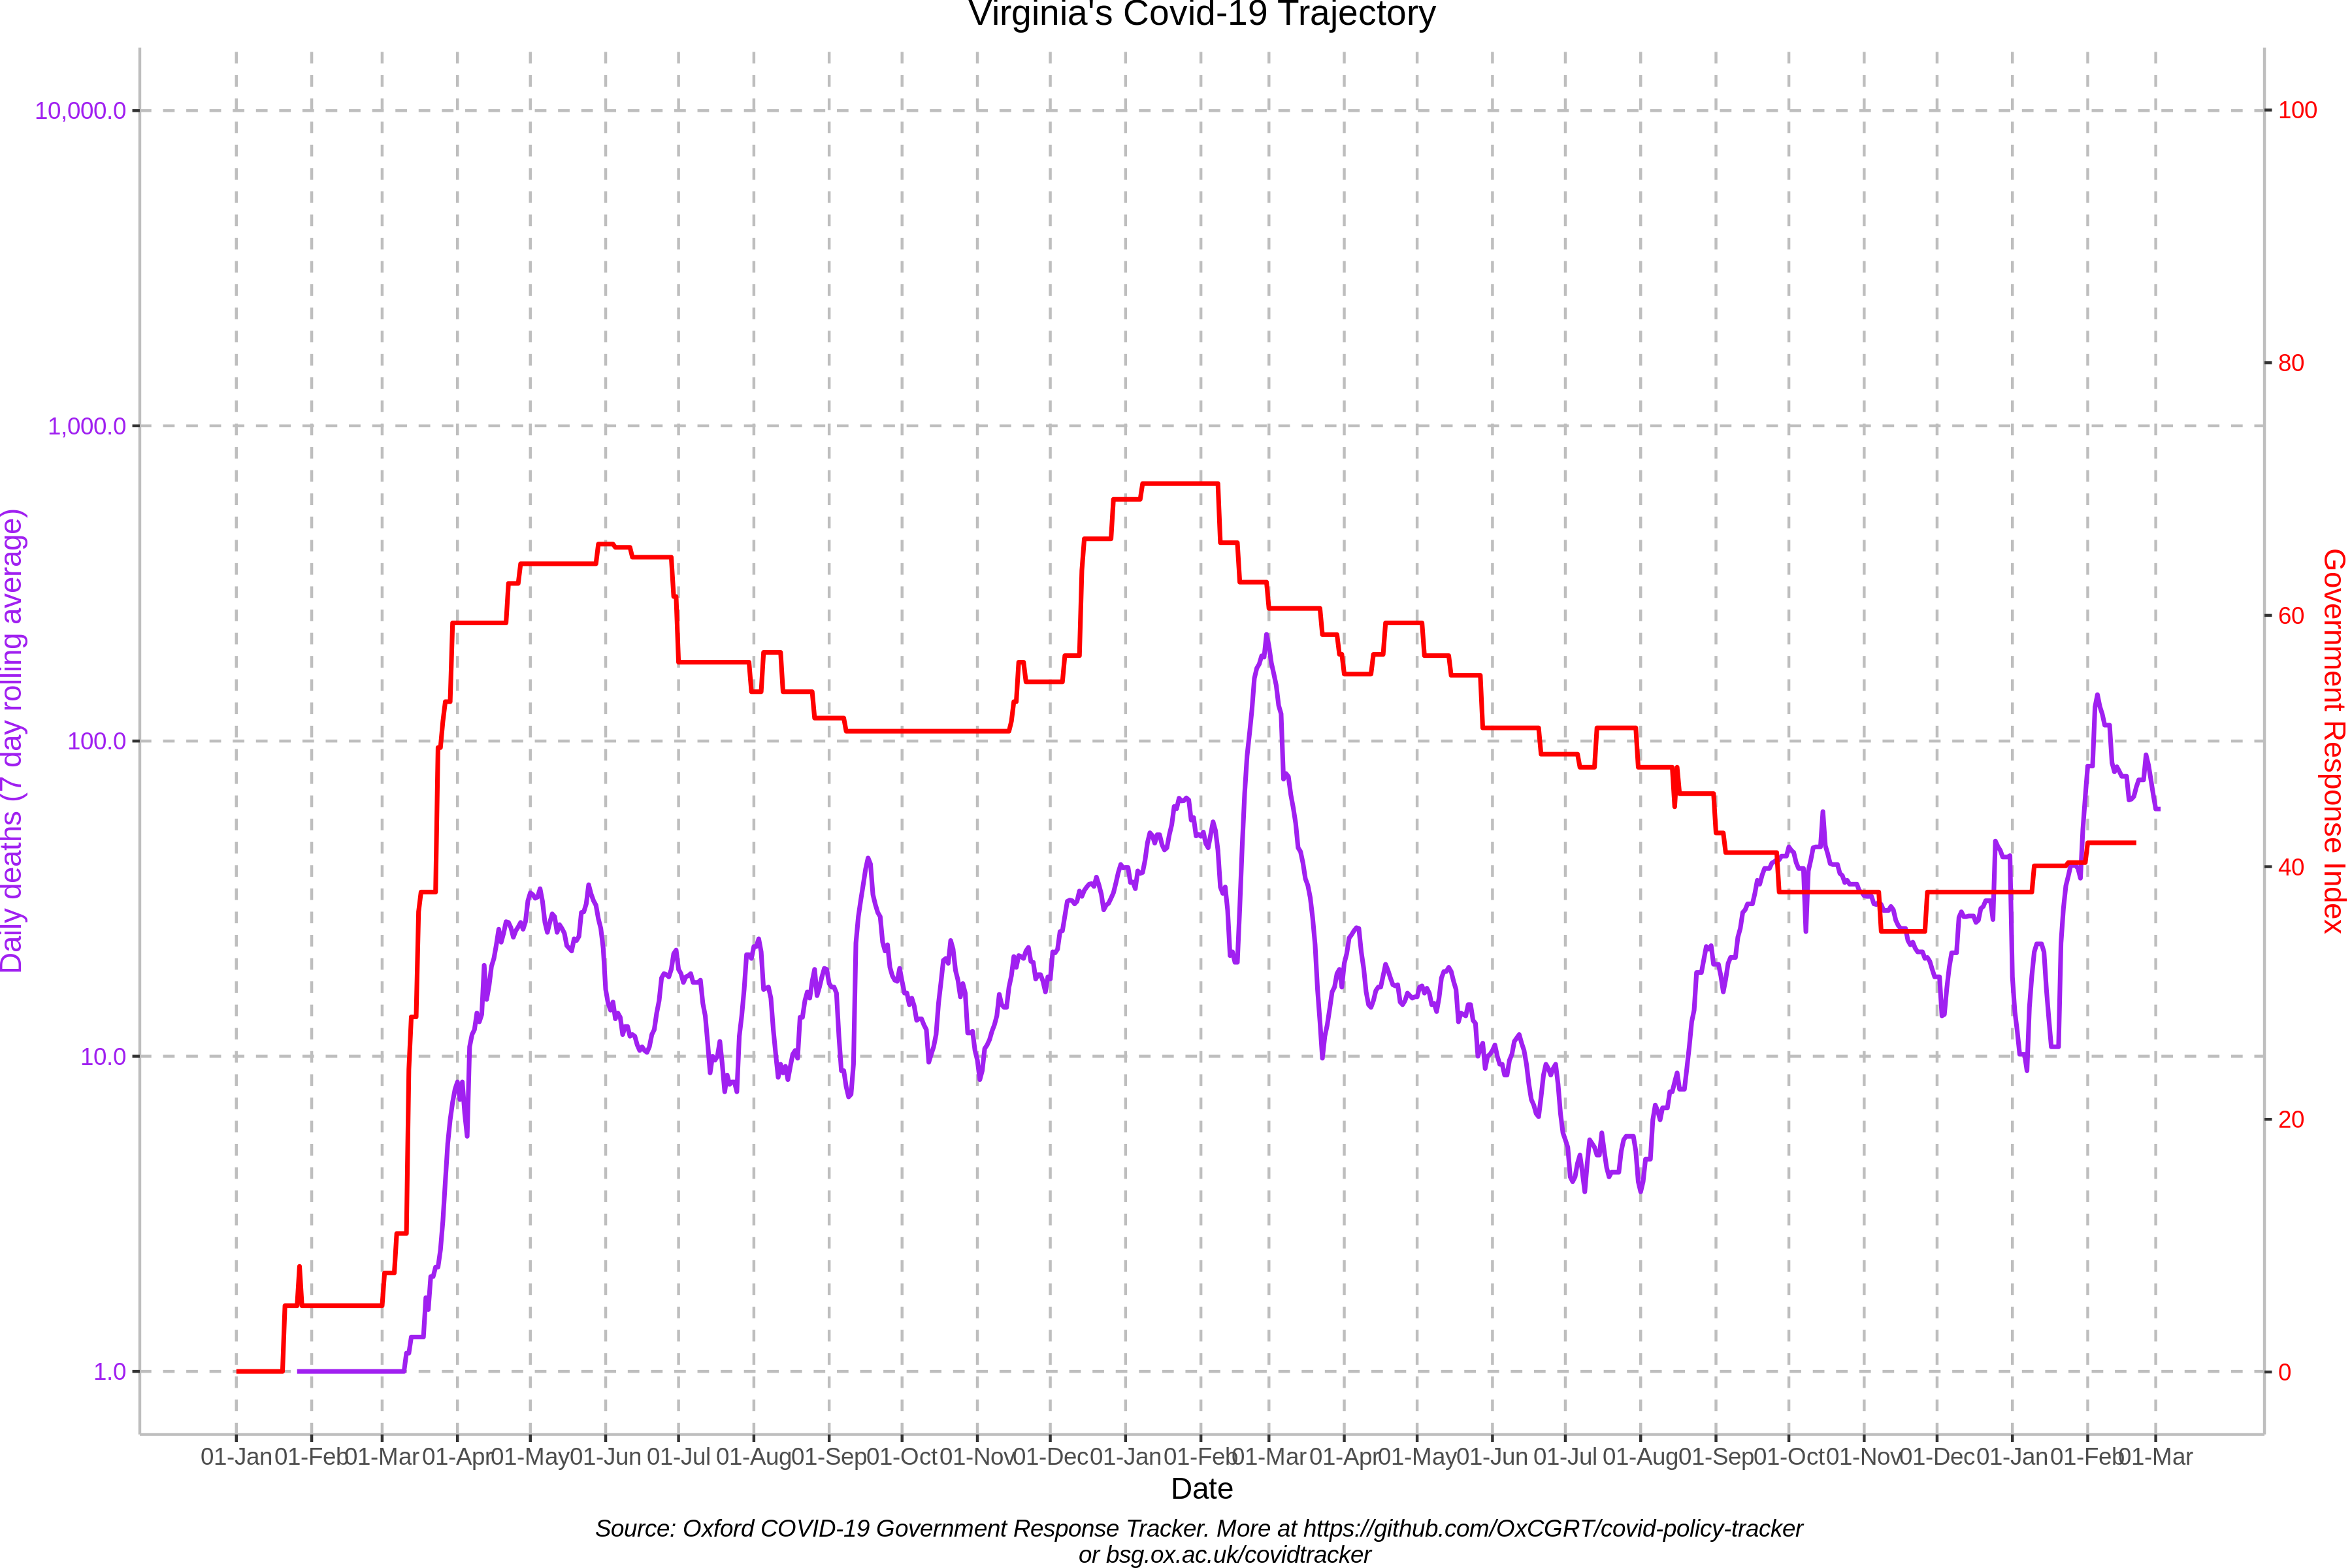 Virginia's Covid-19 Trajectory
10,000.0
1,000.0
100.0
10.0
1.0
Daily deaths (7 day rolling average)
100
80
60
40
20
0
Government Response Index
01-Jan 01-Feb 01-Mar 01-Apr 01-May 01-Jun 01-Jul 01-Aug 01-Sep 01-Oct 01-Nov 01-Dec 01-Jan 01-Feb 01-Mar 01-Apr 01-May 01-Jun 01-Jul 01-Aug 01-Sep 01-Oct 01-Nov 01-Dec 01-Jan 01-Feb 01-Mar
Date
Source: Oxford COVID-19 Government Response Tracker. More at https://github.com/OxCGRT/covid-policy-tracker
or bsg.ox.ac.uk/covidtracker